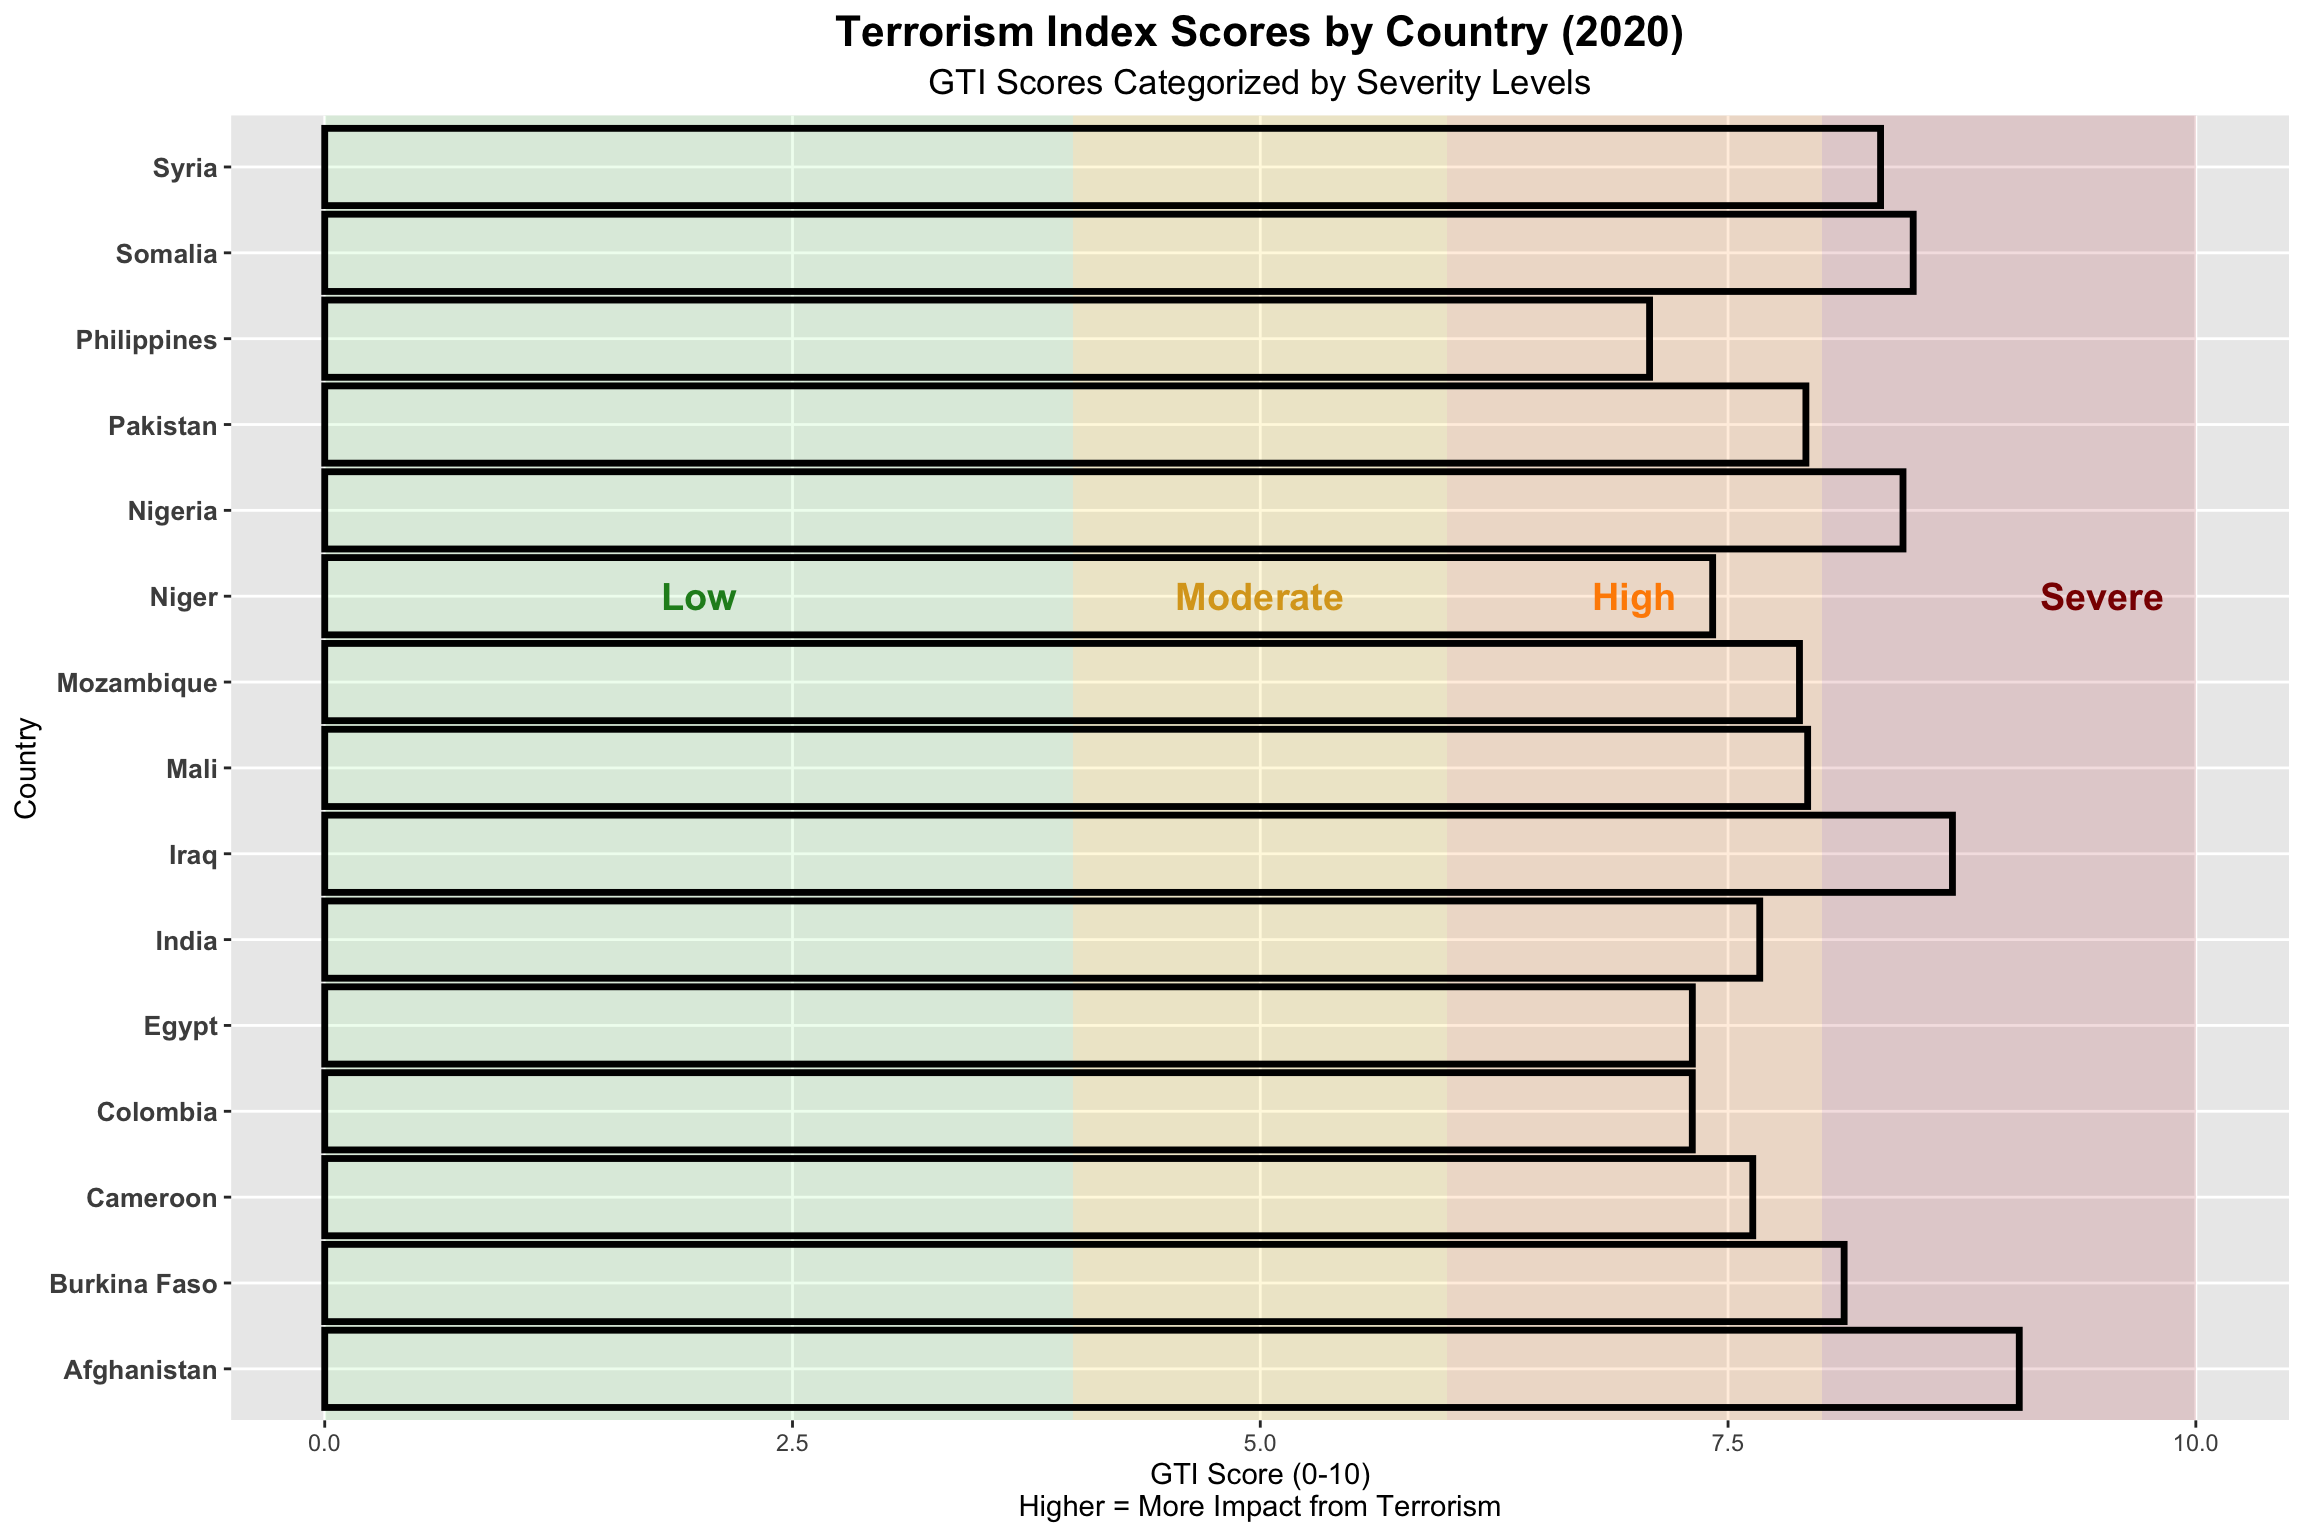 Terrorism Index Scores by Country (2020)
GTI Scores Categorized by Severity Levels
Syria
Somalia
Philippines
Pakistan
Nigeria
Niger
Low
Moderate
High
Severe
Mozambique
Mali
Iraq
India
Egypt
Colombia
Cameroon
Burkina Faso
Afghanistan
Country
0.0
2.5
5.0
7.5
10.0
GTI Score (0-10)
Higher = More Impact from Terrorism